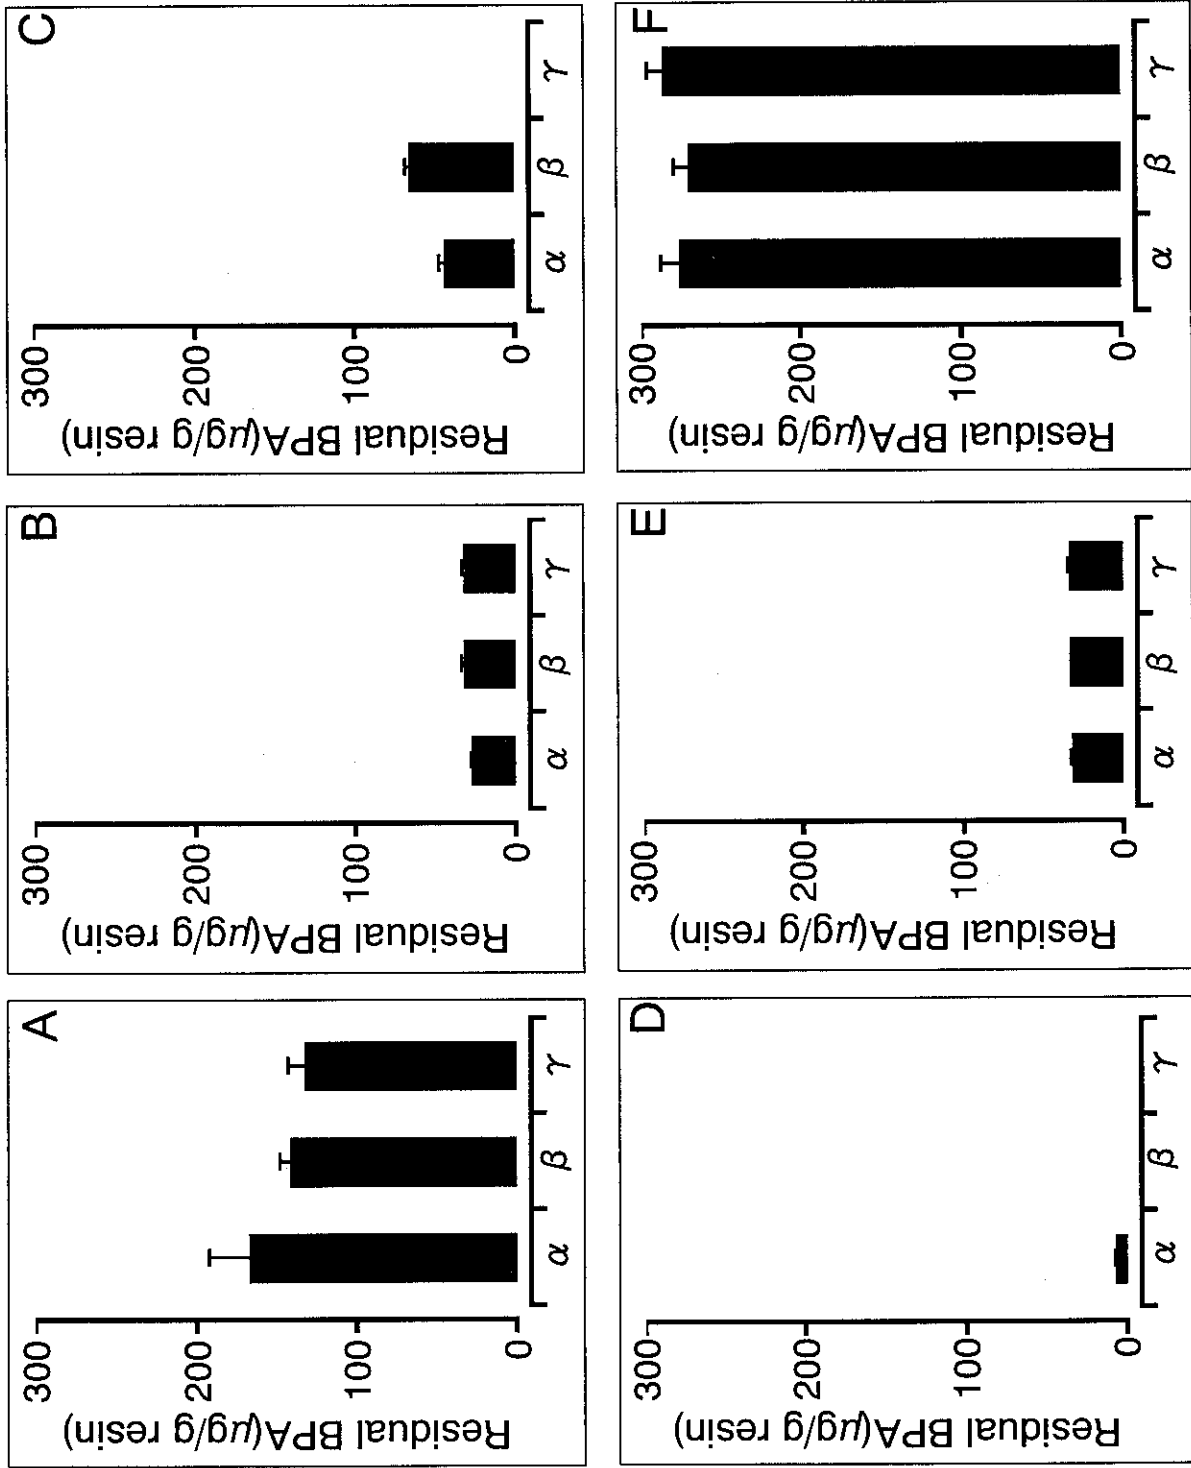 A
Residual BPA(μg/g resin)
300
200
100
0
α β γ
B
Residual BPA(μg/g resin)
300
200
100
0
α β γ
C
Residual BPA(μg/g resin)
300
200
100
0
α β γ
D
Residual BPA(μg/g resin)
300
200
100
0
α β γ
E
Residual BPA(μg/g resin)
300
200
100
0
α β γ
F
Residual BPA(μg/g resin)
300
200
100
0
α β γ